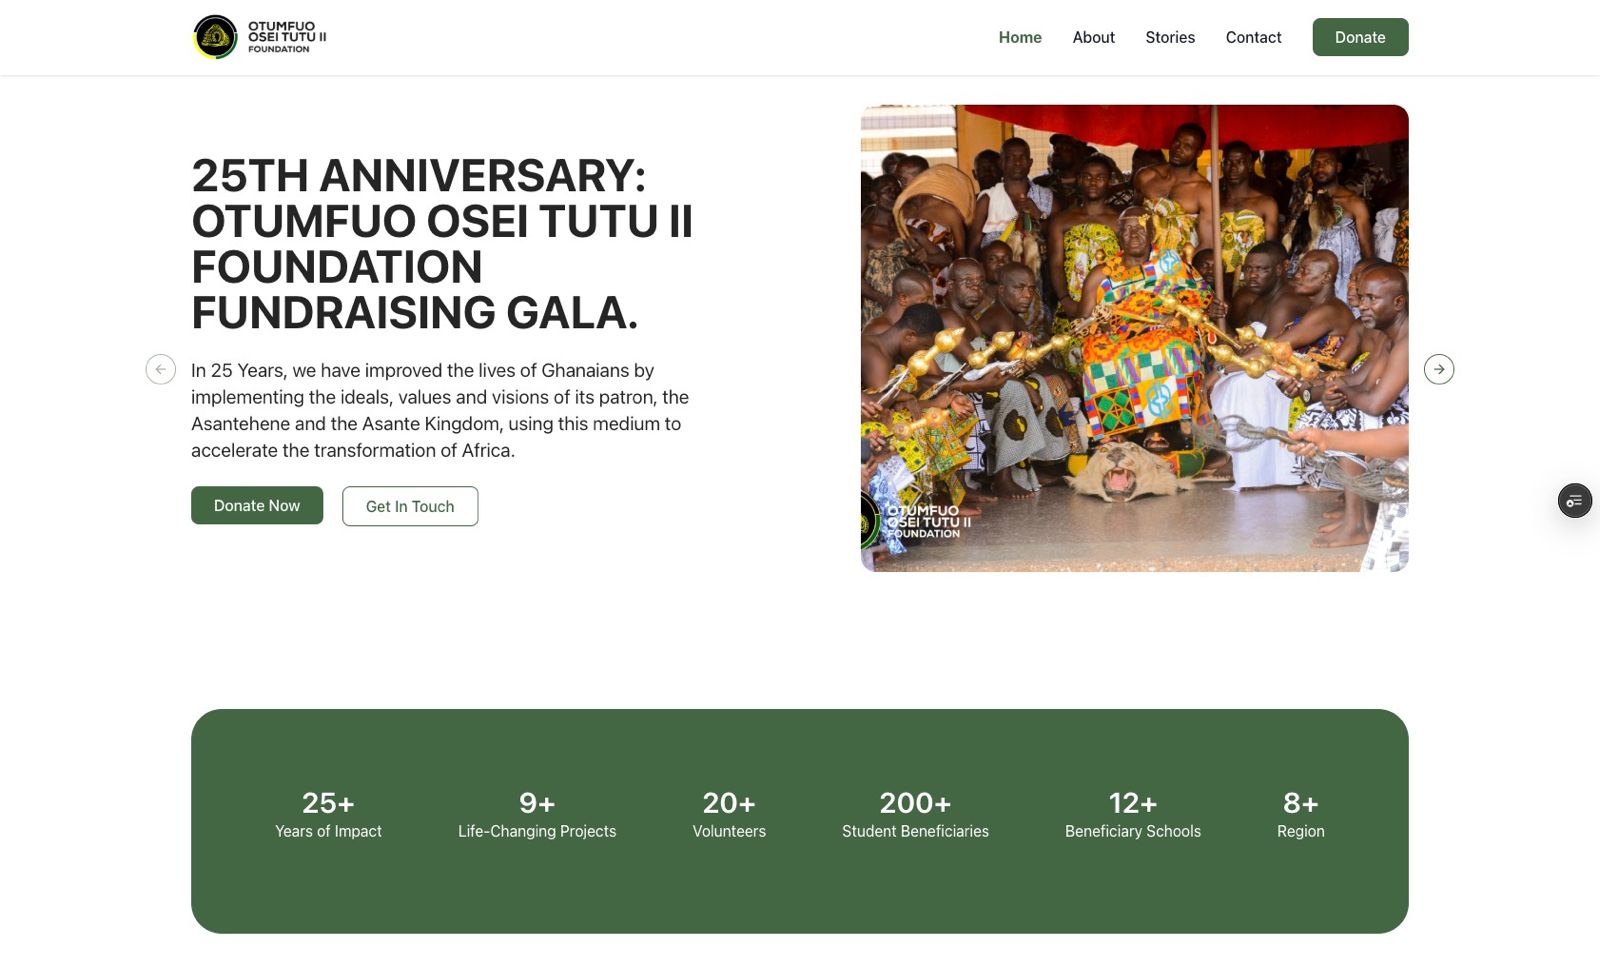 OTUMFUO
OSEI TUTU II
FOUNDATION
Home
About
Stories
Contact
Donate
25TH ANNIVERSARY:
OTUMFUO OSEI TUTU II
FOUNDATION
FUNDRAISING GALA.
In 25 Years, we have improved the lives of Ghanaians by
implementing the ideals, values and visions of its patron, the
Asantehene and the Asante Kingdom, using this medium to
accelerate the transformation of Africa.
Donate Now
Get In Touch
OTUMFUO
OSEI TUTU II
FOUNDATION
25+
Years of Impact
9+
Life-Changing Projects
20+
Volunteers
200+
Student Beneficiaries
12+
Beneficiary Schools
8+
Region